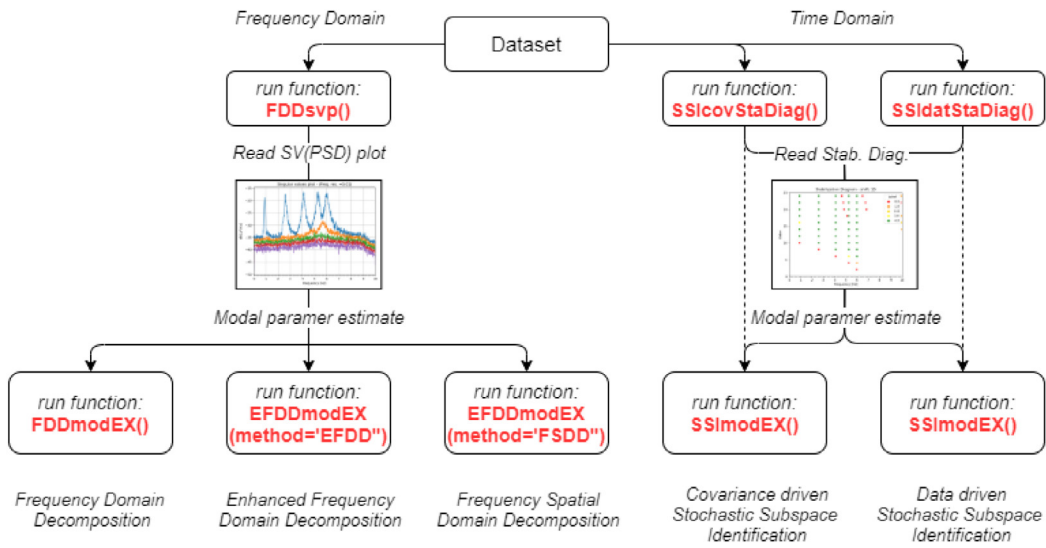 Frequency Domain
Dataset
Time Domain
run function:
FDDsvp()
run function:
SSIcovStaDiag()
run function:
SSIdatStaDiag()
Read SV(PSD) plot
Read Stab. Diag.
Modal paramer estimate
Modal paramer estimate
run function:
FDDmodEX()
run function:
EFDDmodEX
(method='EFDD")
run function:
EFDDmodEX
(method='FSDD")
run function:
SSImodEX()
run function:
SSImodEX()
Frequency Domain
Decomposition
Enhanced Frequency
Domain Decomposition
Frequency Spatial
Domain Decomposition
Covariance driven
Stochastic Subspace
Identification
Data driven
Stochastic Subspace
Identification